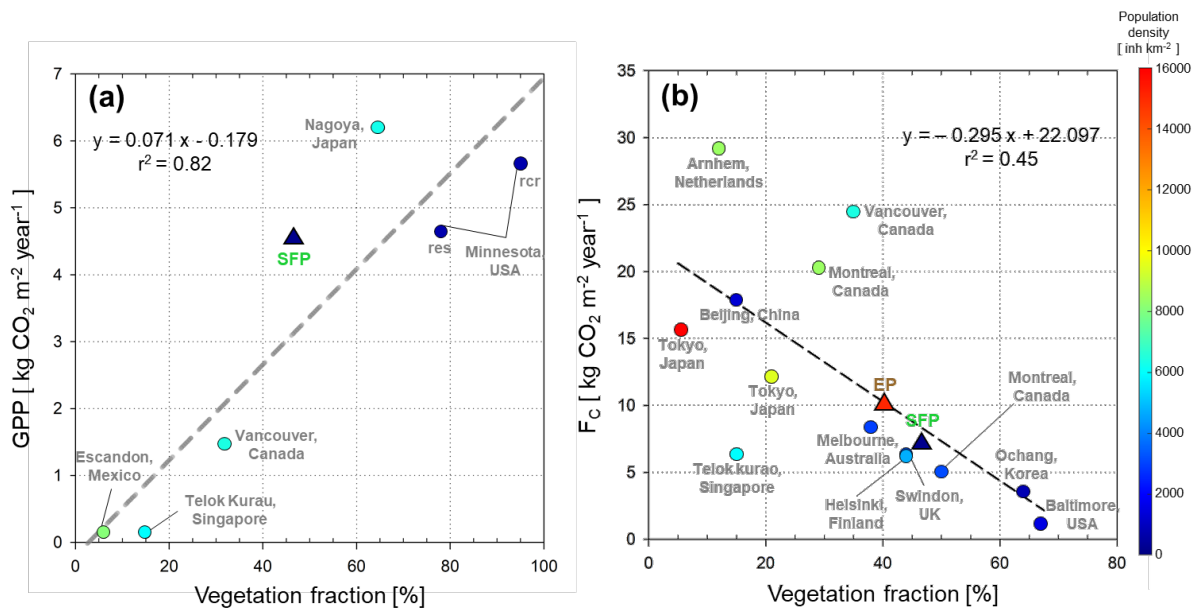 (a)
y = 0.071 x - 0.179
r² = 0.82
GPP [ kg CO₂ m⁻² year⁻¹ ]
7
6
5
4
3
2
1
0
Nagoya,
Japan
rcr
SFP
res
Minnesota,
USA
Vancouver,
Canada
Escandon,
Mexico
Telok Kurau,
Singapore
0
20
40
60
80
100
Vegetation fraction [%]
(b)
y = – 0.295 x + 22.097
r² = 0.45
F_C [ kg CO₂ m⁻² year⁻¹ ]
35
30
25
20
15
10
5
0
Arnhem,
Netherlands
Vancouver,
Canada
Montreal,
Canada
Beijing, China
Tokyo,
Japan
Tokyo,
Japan
EP
Montreal,
Canada
SFP
Melbourne,
Australia
Telok kurao,
Singapore
Helsinki,
Finland
Swindon,
UK
Ochang,
Korea
Baltimore,
USA
0
20
40
60
80
Vegetation fraction [%]
Population
density
[ inh km⁻² ]
16000
14000
12000
10000
8000
6000
4000
2000
0